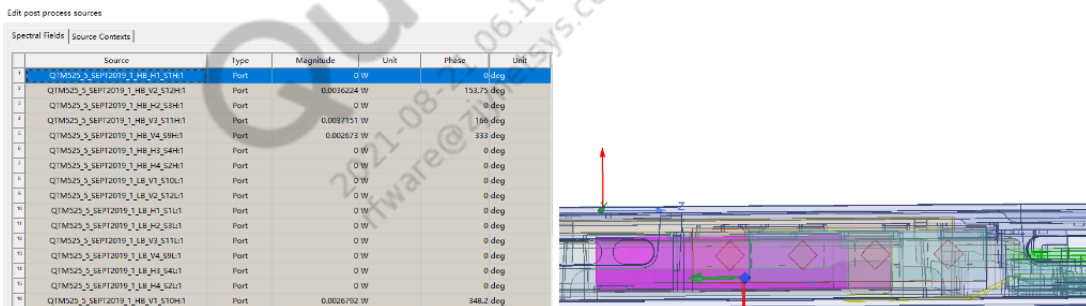 Edit post process sources
Spectral Fields Source Contexts
Source Type Magnitude Unit Phase Unit
1 QTM525_5_SEPT2019_1_HB_H1_S1H:1 Port 0 W 0 deg
2 QTM525_5_SEPT2019_1_HB_V2_S12H:1 Port 0.0036224 W 153.75 deg
3 QTM525_5_SEPT2019_1_HB_H2_S3H:1 Port 0 W 0 deg
4 QTM525_5_SEPT2019_1_HB_V3_S11H:1 Port 0.0037151 W 166 deg
5 QTM525_5_SEPT2019_1_HB_V4_S9H:1 Port 0.002673 W 333 deg
6 QTM525_5_SEPT2019_1_HB_H3_S4H:1 Port 0 W 0 deg
7 QTM525_5_SEPT2019_1_HB_H4_S2H:1 Port 0 W 0 deg
8 QTM525_5_SEPT2019_1_LB_V1_S10L:1 Port 0 W 0 deg
9 QTM525_5_SEPT2019_1_LB_V2_S12L:1 Port 0 W 0 deg
10 QTM525_5_SEPT2019_1_LB_H1_S1L:1 Port 0 W 0 deg
11 QTM525_5_SEPT2019_1_LB_H2_S3L:1 Port 0 W 0 deg
12 QTM525_5_SEPT2019_1_LB_V3_S11L:1 Port 0 W 0 deg
13 QTM525_5_SEPT2019_1_LB_V4_S9L:1 Port 0 W 0 deg
14 QTM525_5_SEPT2019_1_LB_H3_S4L:1 Port 0 W 0 deg
15 QTM525_5_SEPT2019_1_LB_H4_S2L:1 Port 0 W 0 deg
16 QTM525_5_SEPT2019_1_HB_V1_S10H:1 Port 0.0026792 W 348.2 deg
Z